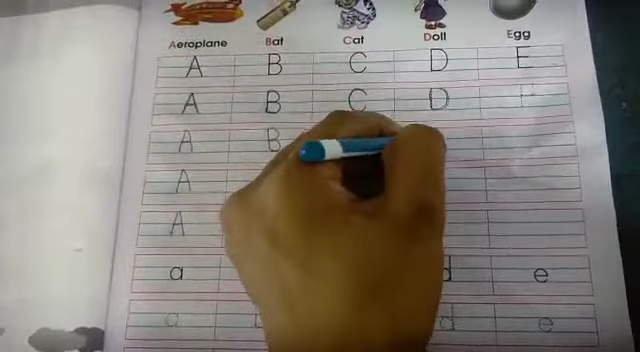 Aeroplane Bat Cat Doll Egg
A B C D E
A B C D E
A B
A
A
a d e
a d e